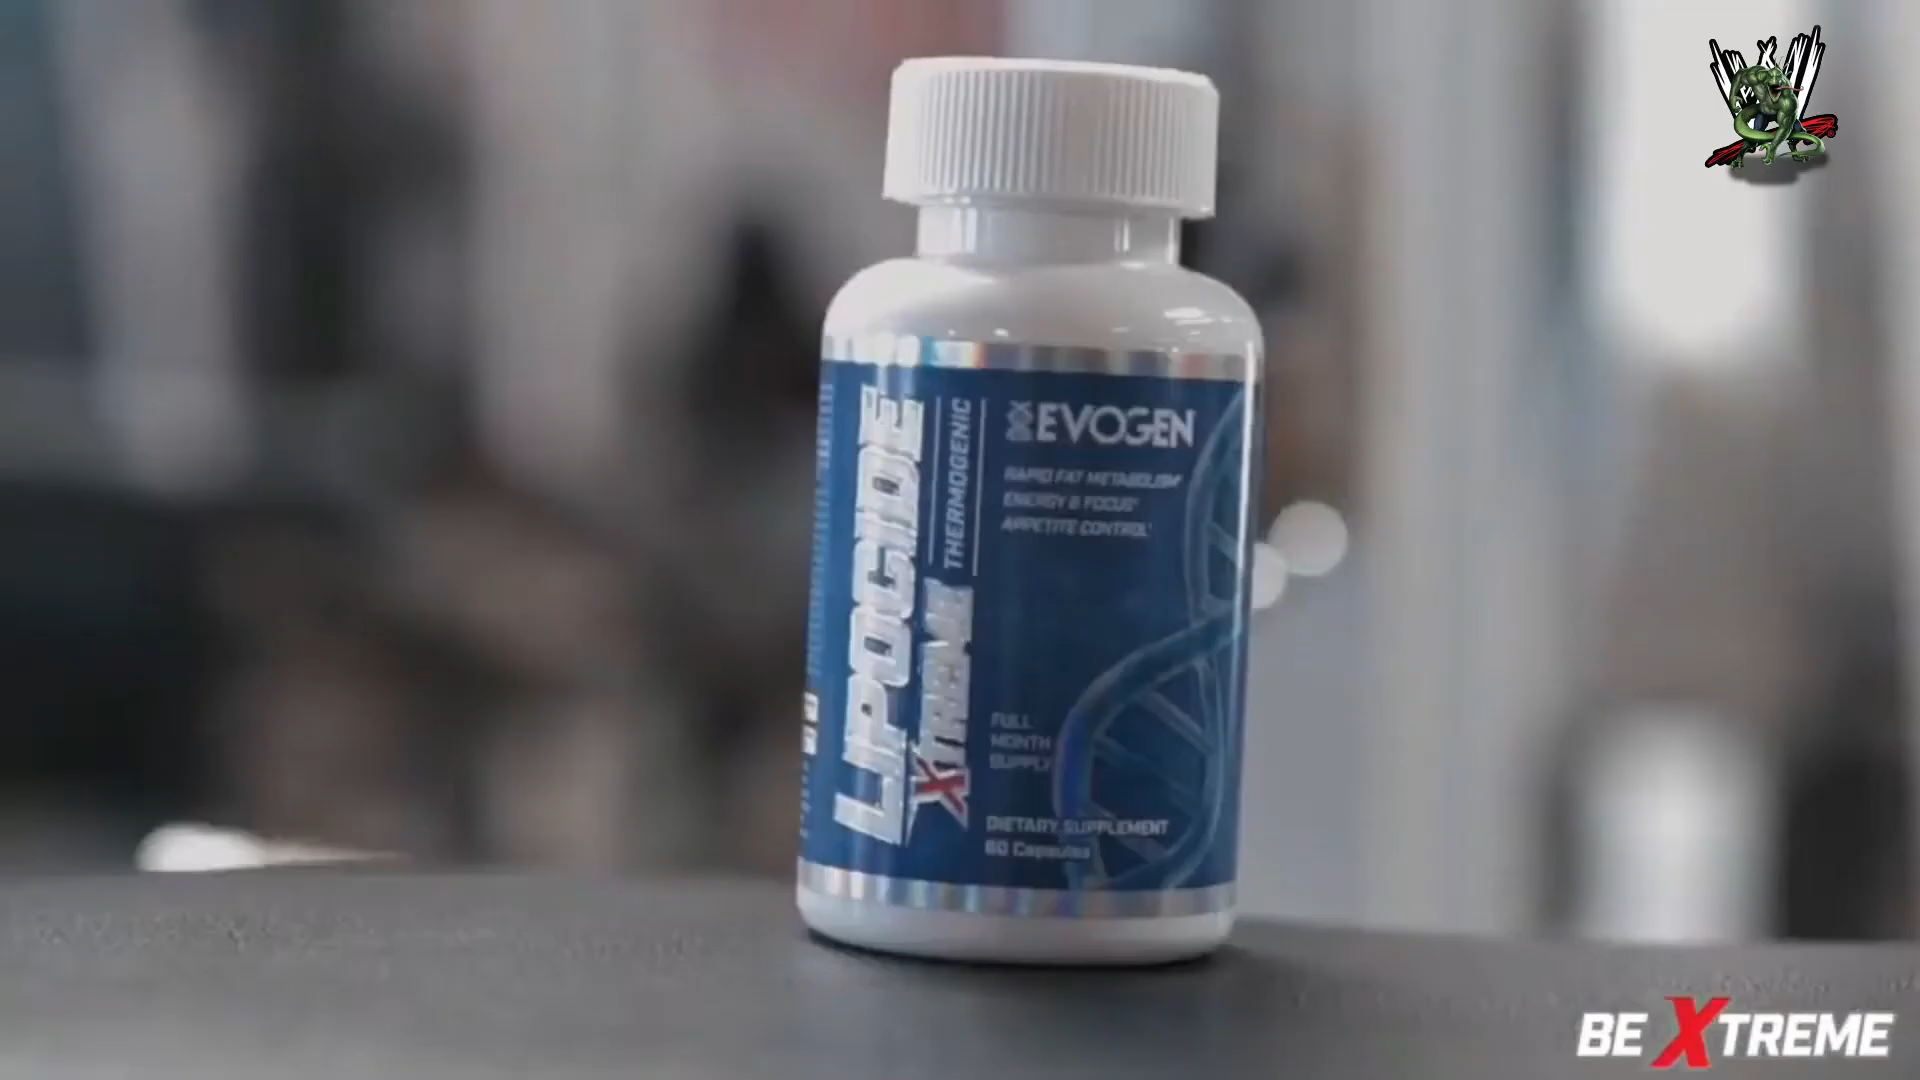 EVOGEN
RAPID FAT METABOLISM*
ENERGY & FOCUS*
APPETITE CONTROL*
LIPOCIDE
XTREME
THERMOGENIC
FULL
MONTH
SUPPLY
DIETARY SUPPLEMENT
60 Capsules
BE XTREME